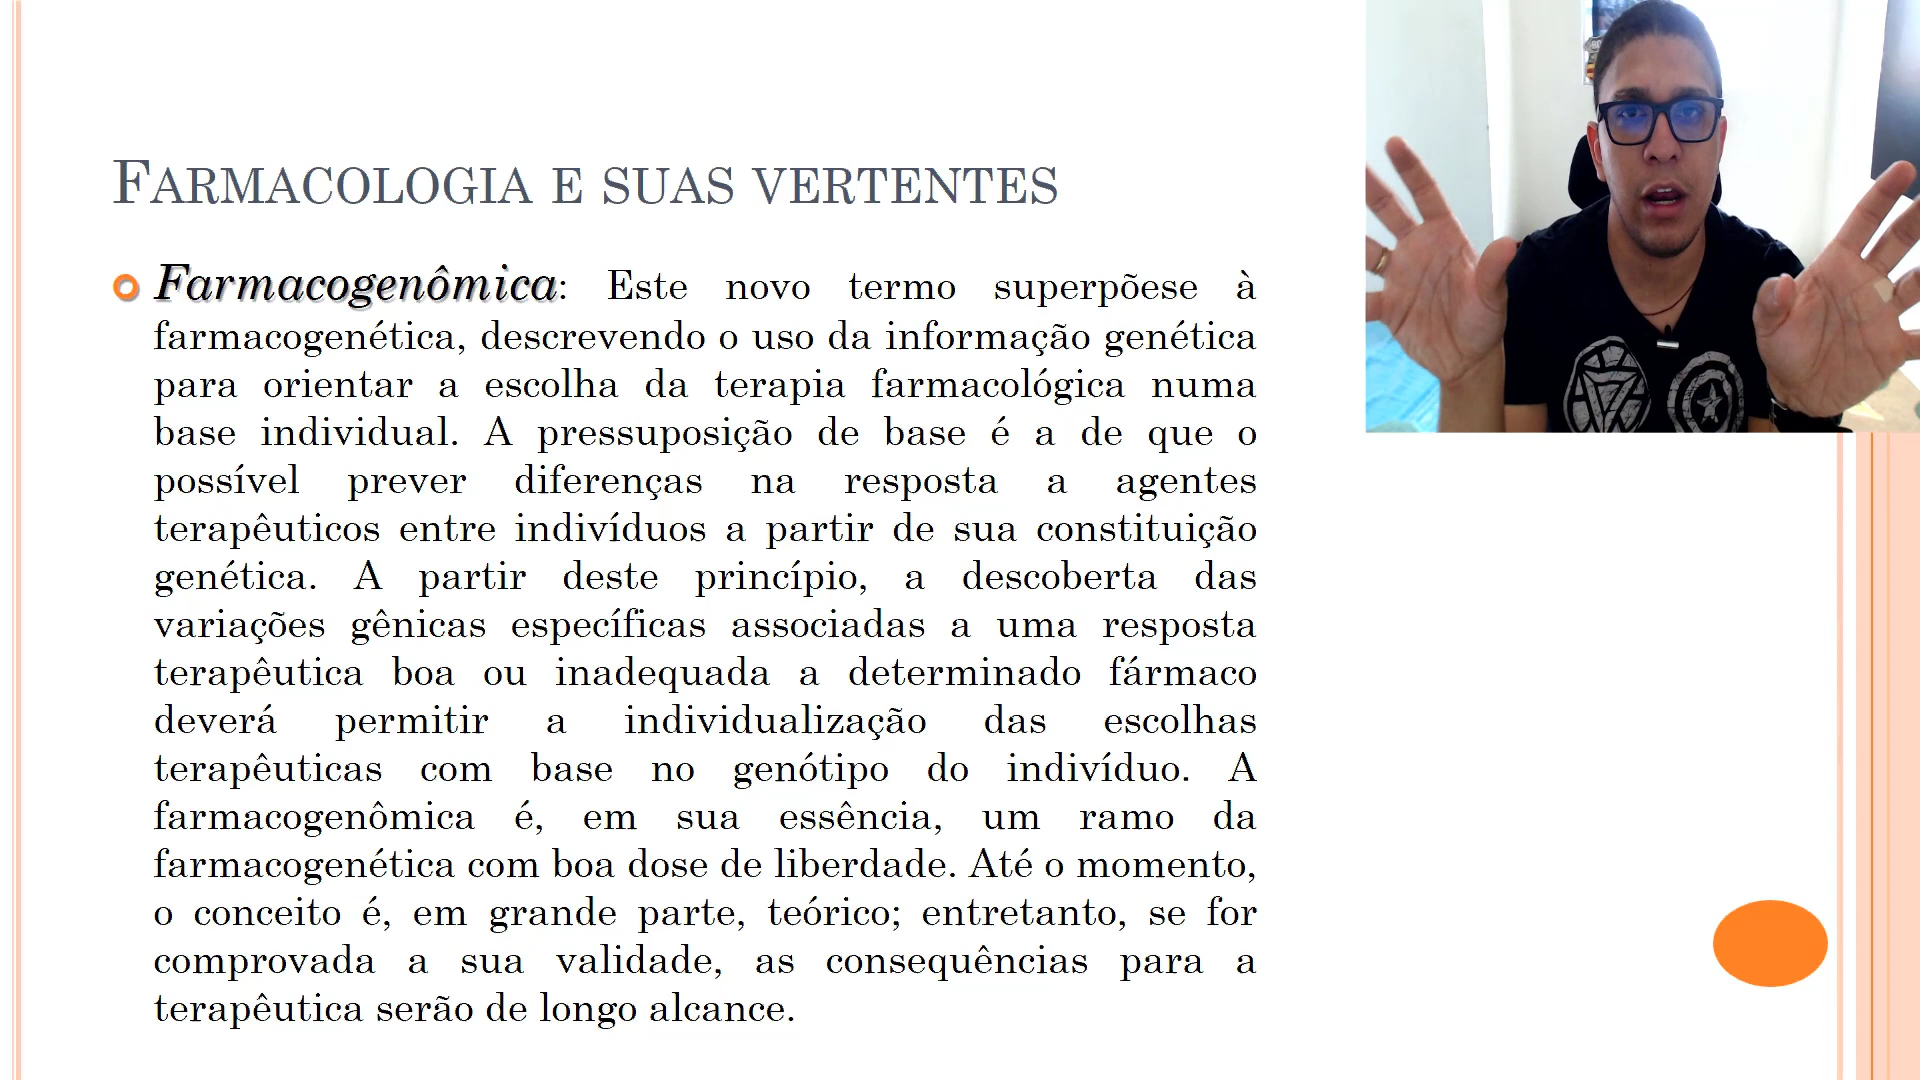 FARMACOLOGIA E SUAS VERTENTES
Farmacogenômica: Este novo termo superpõese à
farmacogenética, descrevendo o uso da informação genética
para orientar a escolha da terapia farmacológica numa
base individual. A pressuposição de base é a de que o
possível prever diferenças na resposta a agentes
terapêuticos entre indivíduos a partir de sua constituição
genética. A partir deste princípio, a descoberta das
variações gênicas específicas associadas a uma resposta
terapêutica boa ou inadequada a determinado fármaco
deverá permitir a individualização das escolhas
terapêuticas com base no genótipo do indivíduo. A
farmacogenômica é, em sua essência, um ramo da
farmacogenética com boa dose de liberdade. Até o momento,
o conceito é, em grande parte, teórico; entretanto, se for
comprovada a sua validade, as consequências para a
terapêutica serão de longo alcance.